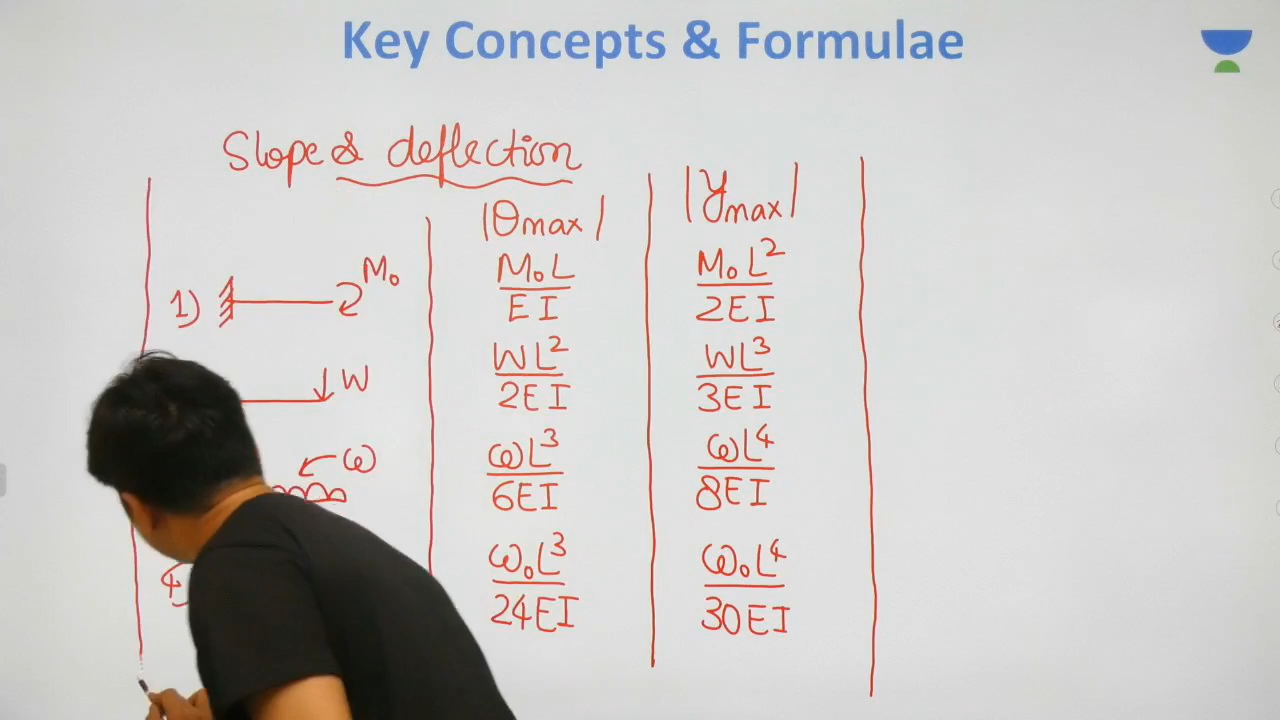 Key Concepts & Formulae
Slope & deflection
|θmax| |ymax|
1) M₀ M₀L/EI M₀L²/2EI
W WL²/2EI WL³/3EI
ω ωL³/6EI ωL⁴/8EI
4) ω₀L³/24EI ω₀L⁴/30EI